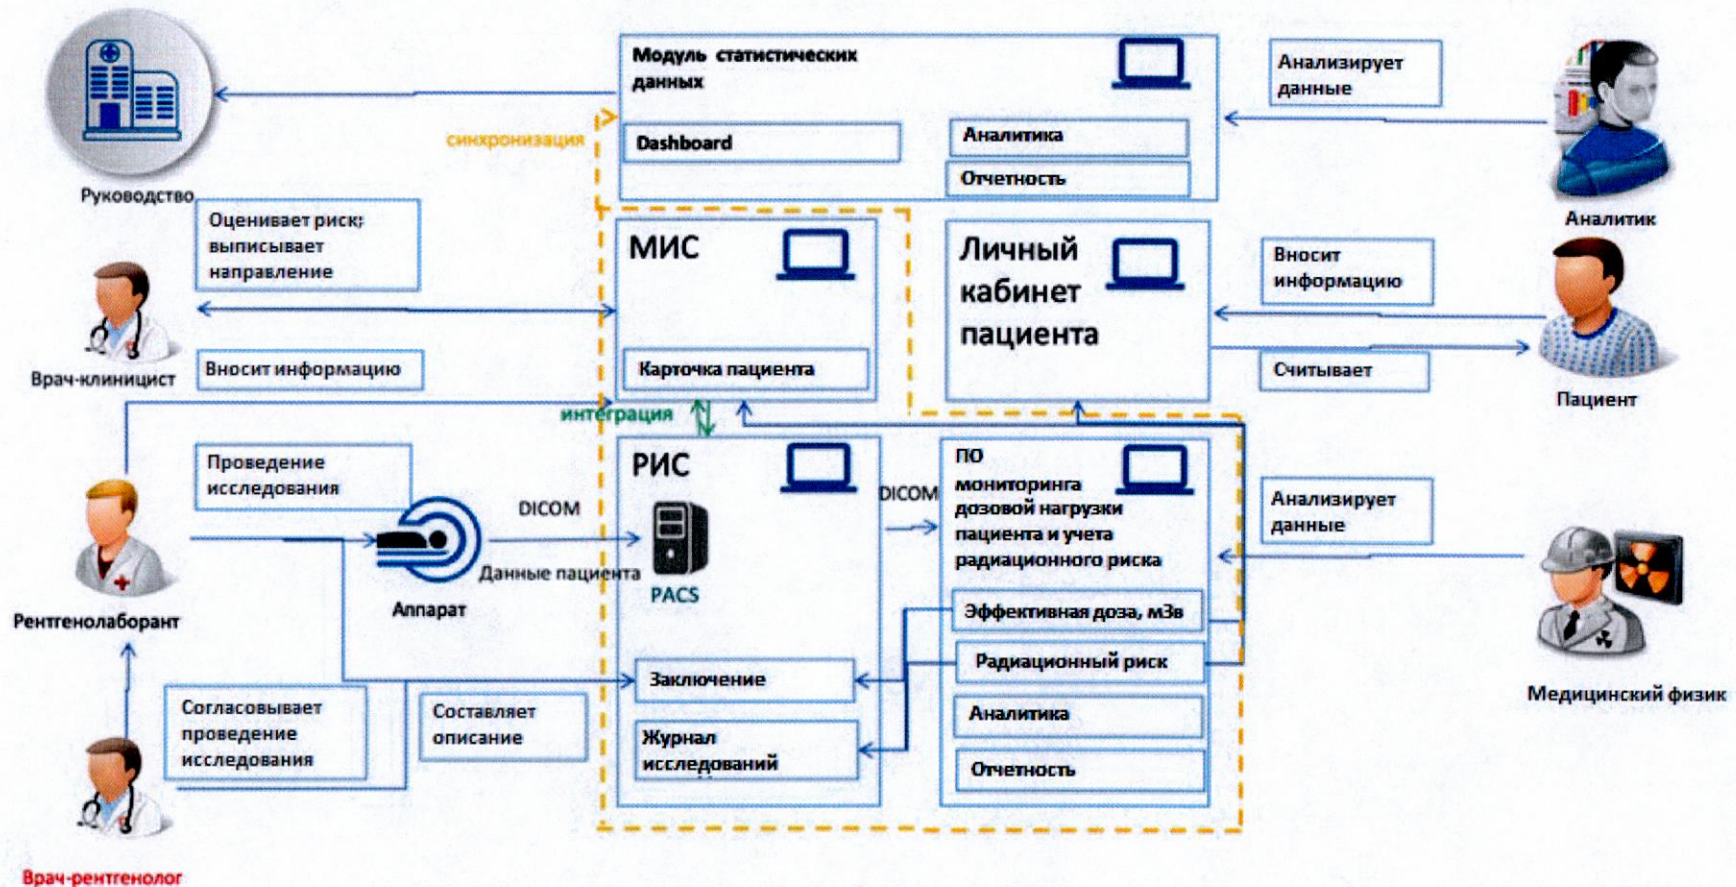 Модуль статистических
данных
Dashboard
Аналитика
Отчетность
Анализирует
данные
Аналитик
синхронизация
Руководство
Оценивает риск;
выписывает
направление
Врач-клиницист
Вносит информацию
МИС
Карточка пациента
Личный
кабинет
пациента
Вносит
информацию
Считывает
Пациент
интеграция
Проведение
исследования
Рентгенолаборант
Аппарат
DICOM
Данные пациента
РИС
PACS
Заключение
Журнал
исследований
DICOM
ПО
мониторинга
дозовой нагрузки
пациента и учета
радиационного риска
Эффективная доза, мЗв
Радиационный риск
Аналитика
Отчетность
Анализирует
данные
Медицинский физик
Согласовывает
проведение
исследования
Составляет
описание
Врач-рентгенолог